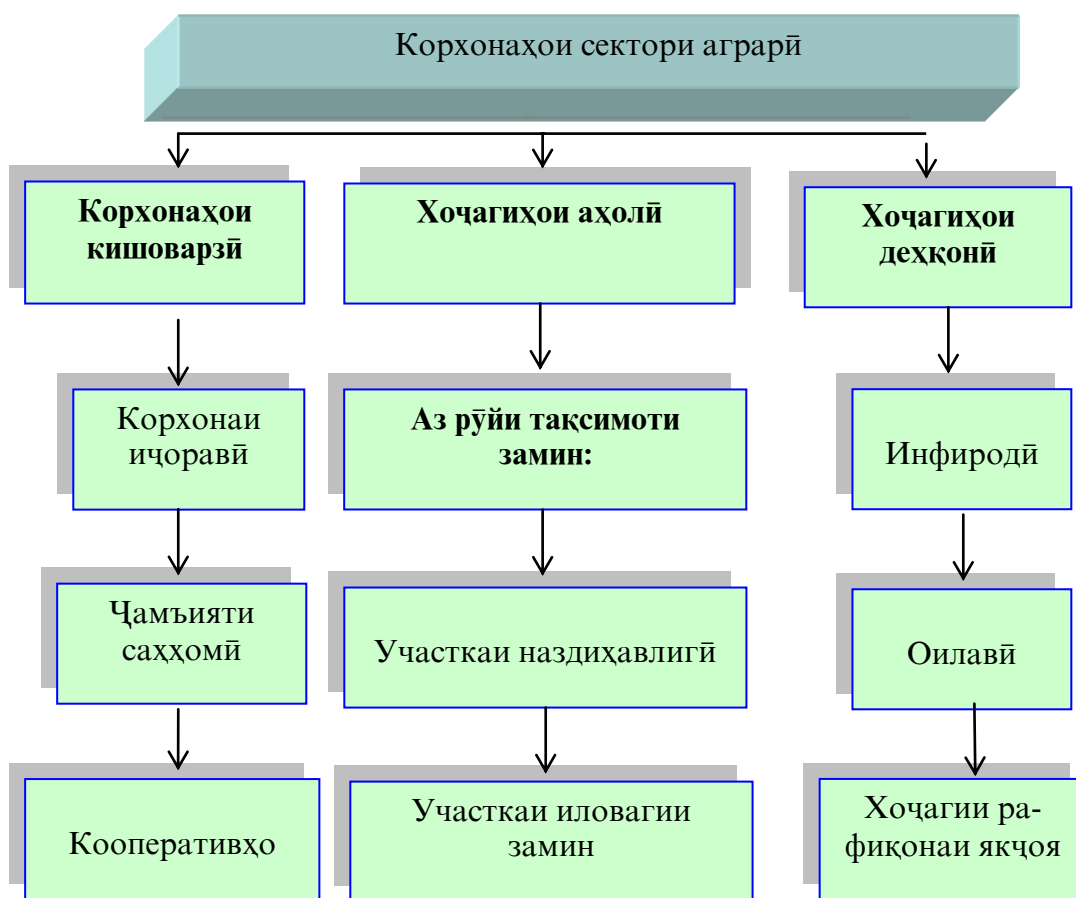 Корхонаҳои сектори аграрӣ
Корхонаҳои
кишоварзӣ
Хоҷагиҳои аҳолӣ
Хоҷагиҳои
деҳқонӣ
Корхонаи
иҷоравӣ
Аз рӯйи тақсимоти
замин:
Инфиродӣ
Ҷамъияти
саҳҳомӣ
Участкаи наздиҳавлигӣ
Оилавӣ
Кооперативҳо
Участкаи иловагии
замин
Хоҷагии ра-
фиқонаи якҷоя